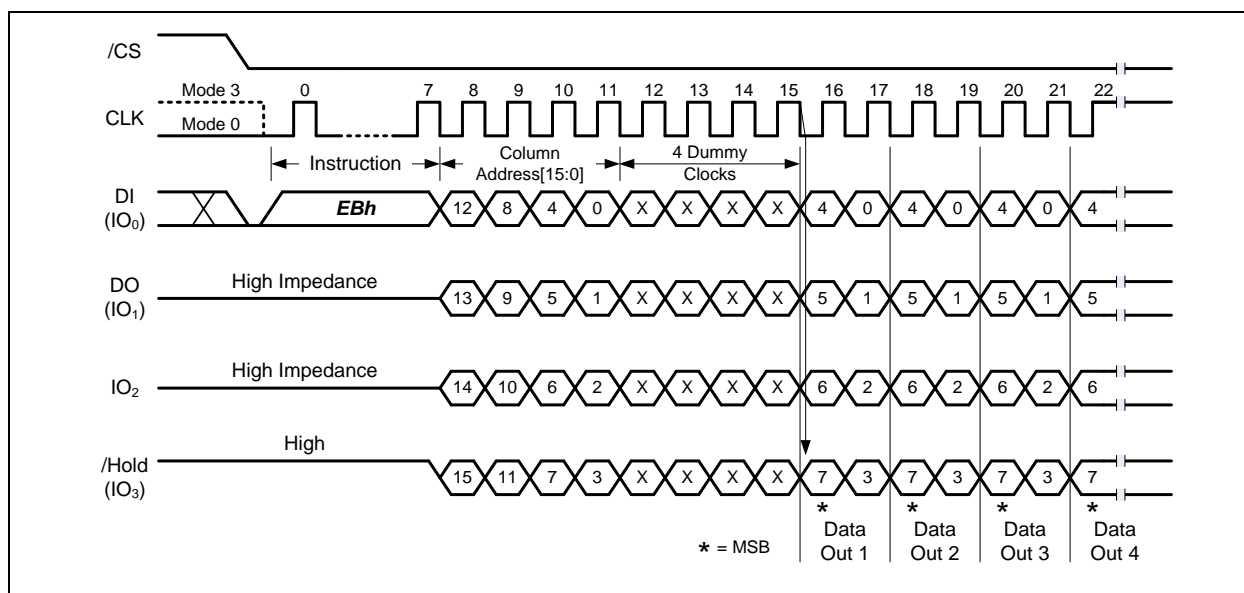 /CS
Mode 3 0 7 8 9 10 11 12 13 14 15 16 17 18 19 20 21 22
CLK
Mode 0
Instruction
Column
Address[15:0]
4 Dummy
Clocks
DI
(IO0)
EBh 12 8 4 0 X X X X 4 0 4 0 4 0 4
DO
(IO1)
High Impedance 13 9 5 1 X X X X 5 1 5 1 5 1 5
IO2
High Impedance 14 10 6 2 X X X X 6 2 6 2 6 2 6
/Hold
(IO3)
High 15 11 7 3 X X X X 7 3 7 3 7 3 7
* * * *
* = MSB
Data
Out 1
Data
Out 2
Data
Out 3
Data
Out 4